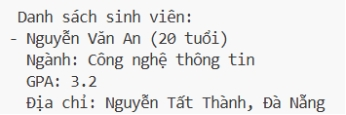 Danh sách sinh viên:
- Nguyễn Văn An (20 tuổi)
Ngành: Công nghệ thông tin
GPA: 3.2
Địa chỉ: Nguyễn Tất Thành, Đà Nẵng